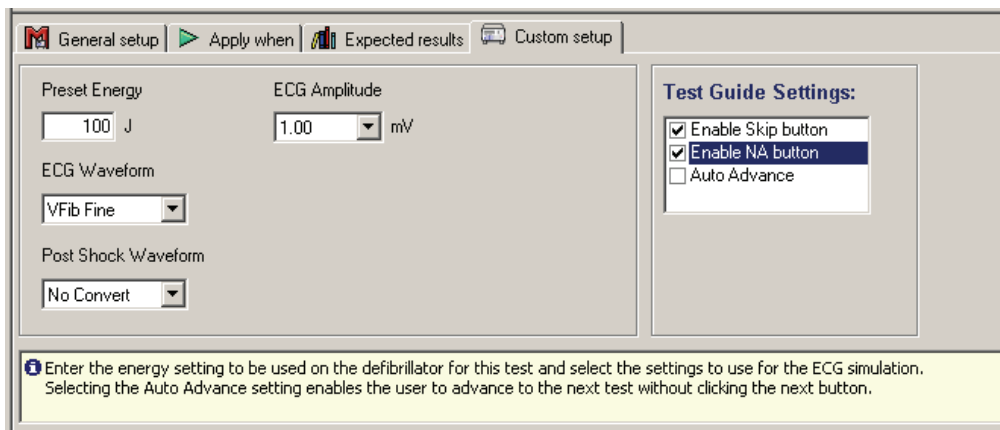 General setup
Apply when
Expected results
Custom setup
Preset Energy
100 J
ECG Amplitude
1.00 mV
ECG Waveform
VFib Fine
Post Shock Waveform
No Convert
Test Guide Settings:
Enable Skip button
Enable NA button
Auto Advance
Enter the energy setting to be used on the defibrillator for this test and select the settings to use for the ECG simulation.
Selecting the Auto Advance setting enables the user to advance to the next test without clicking the next button.